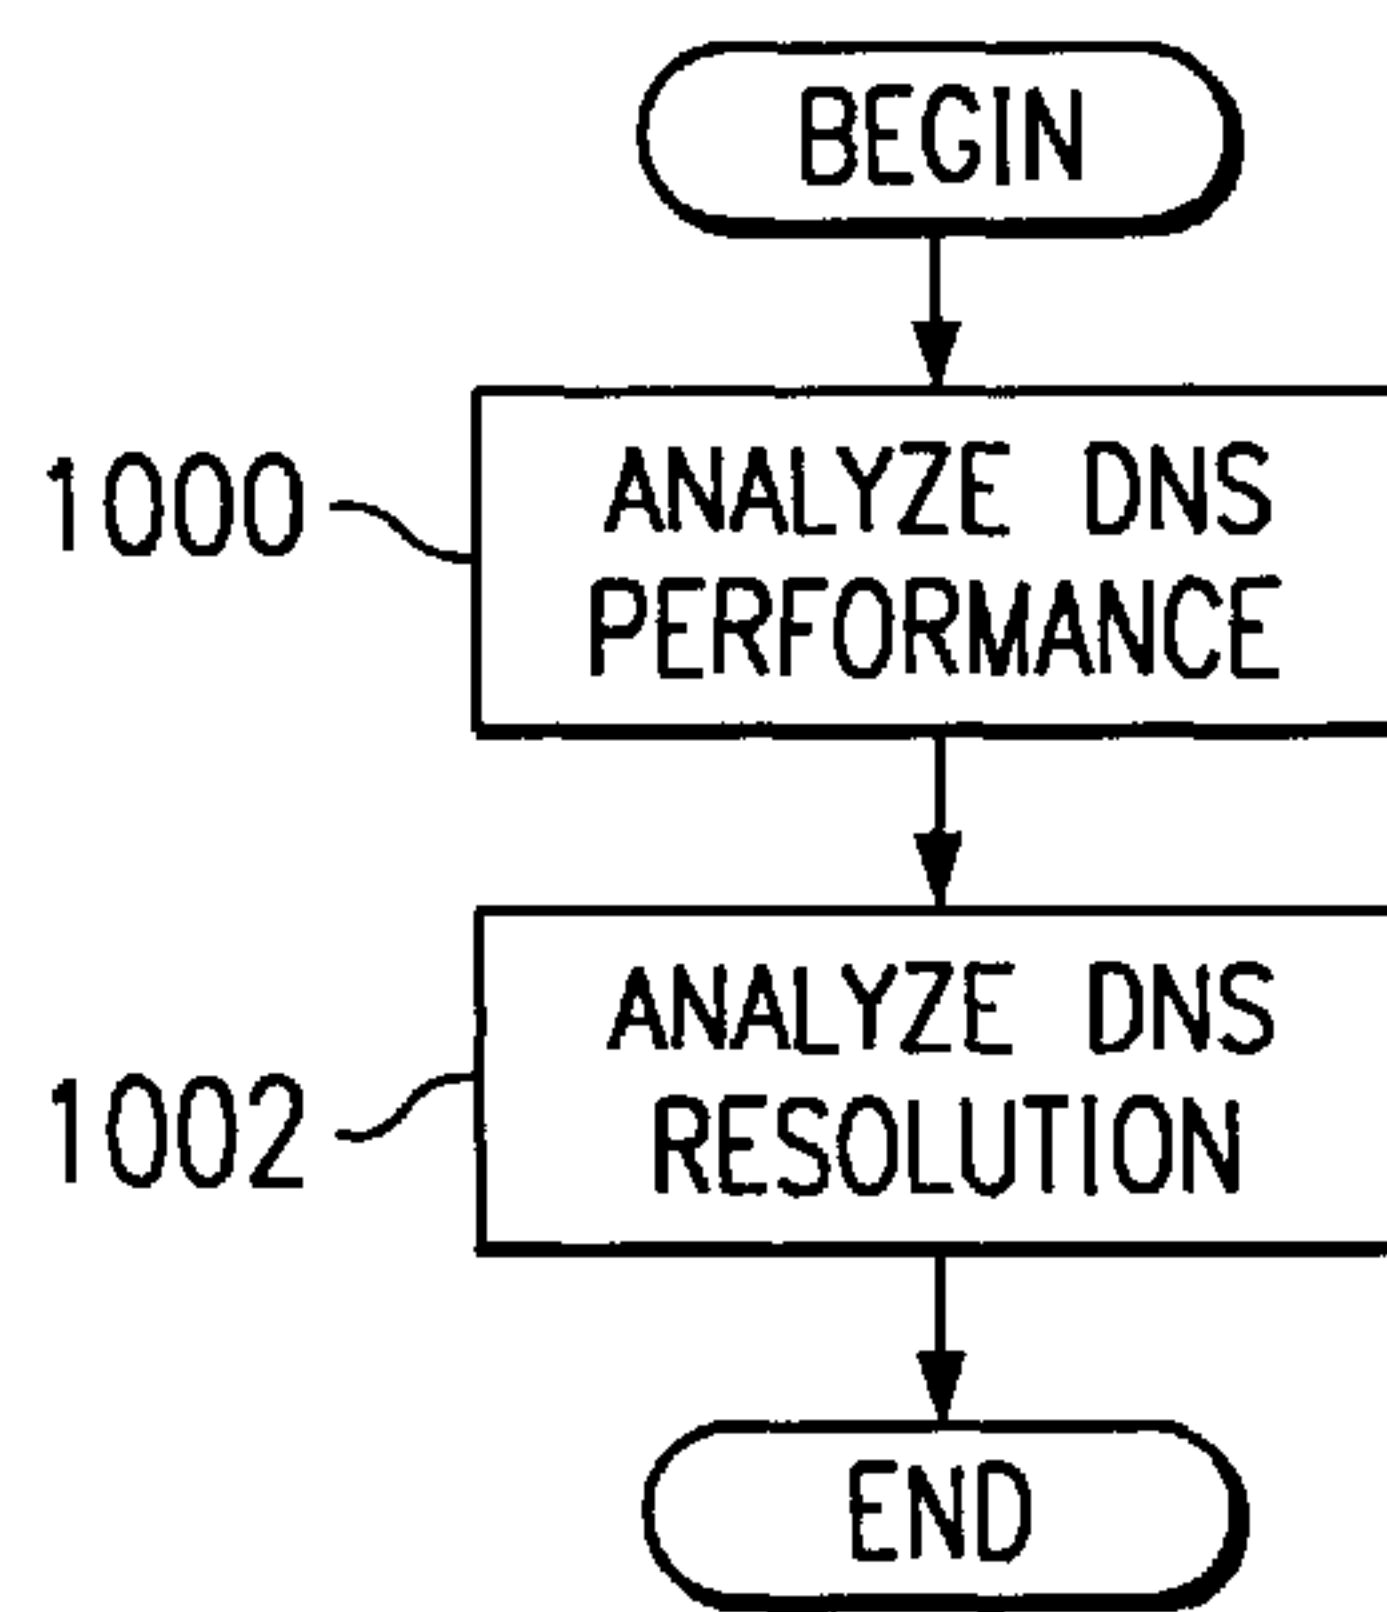 BEGIN
1000
ANALYZE DNS
PERFORMANCE
1002
ANALYZE DNS
RESOLUTION
END